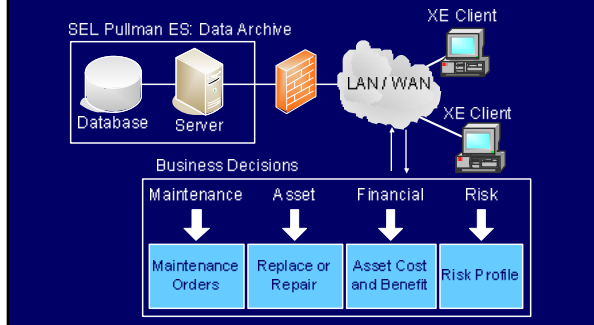 SEL Pullman ES: Data Archive
XE Client
Database
Server
LAN / WAN
XE Client
Business Decisions
Maintenance
Asset
Financial
Risk
Maintenance
Orders
Replace or
Repair
Asset Cost
and Benefit
Risk Profile